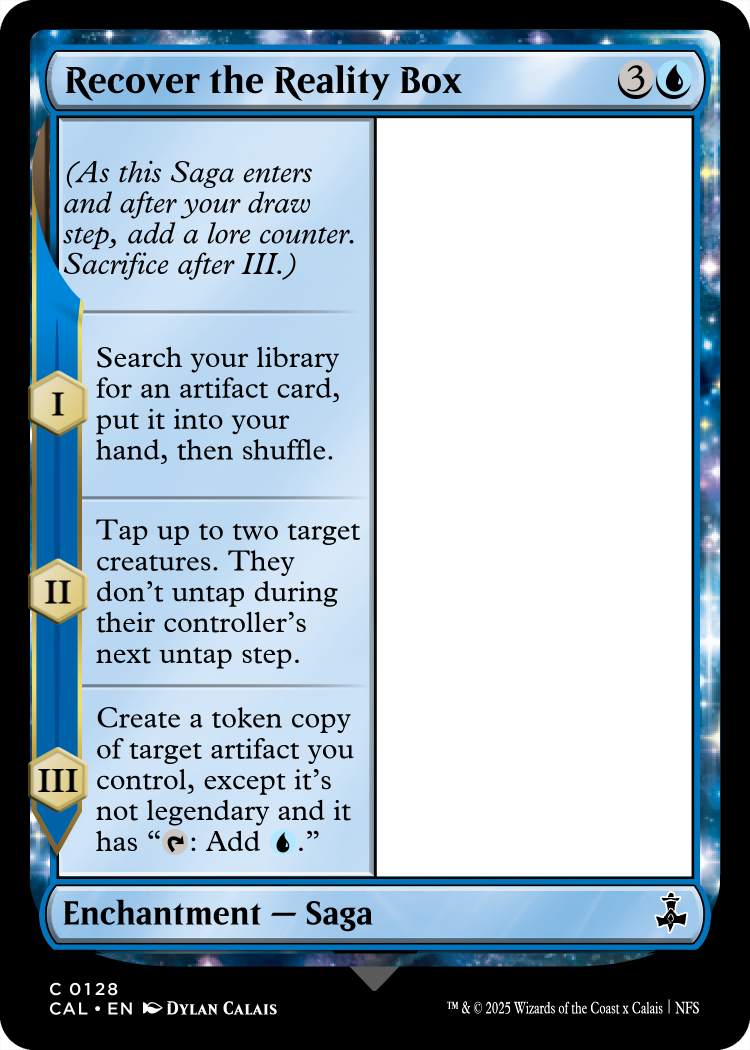 Recover the Reality Box 3
(As this Saga enters
and after your draw
step, add a lore counter.
Sacrifice after III.)
I
Search your library
for an artifact card,
put it into your
hand, then shuffle.
II
Tap up to two target
creatures. They
don’t untap during
their controller’s
next untap step.
III
Create a token copy
of target artifact you
control, except it’s
not legendary and it
has “: Add .”
Enchantment — Saga
C 0128
CAL • EN DYLAN CALAIS
™ & © 2025 Wizards of the Coast x Calais | NFS